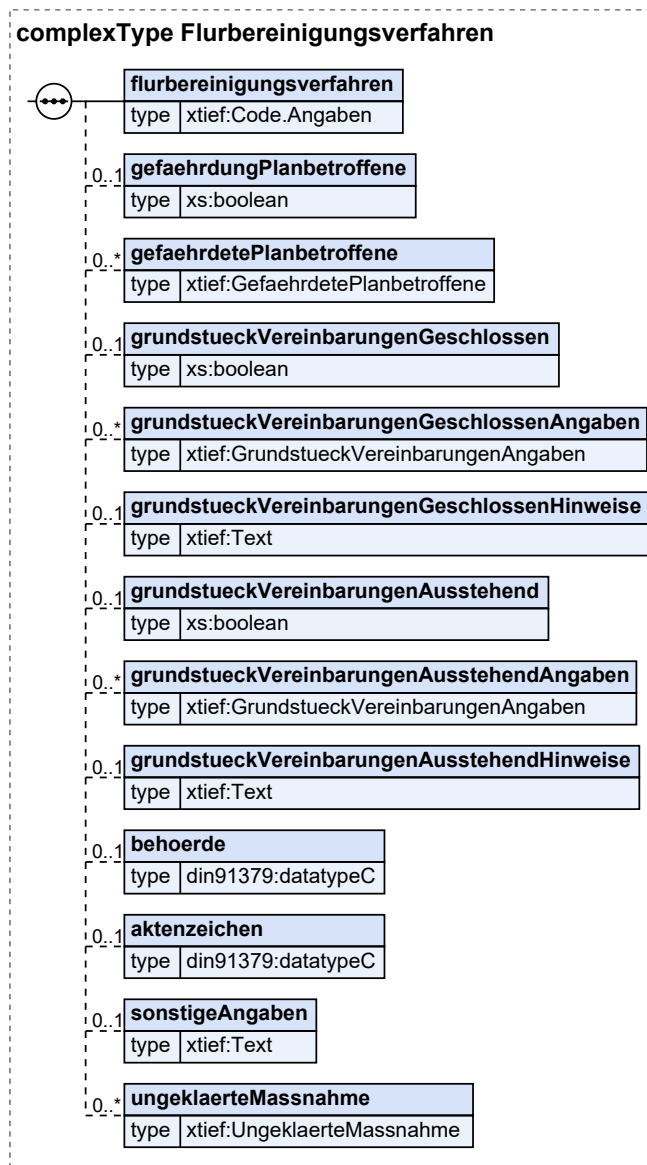 complexType Flurbereinigungsverfahren
flurbereinigungsverfahren
type xtief:Code.Angaben
0..1 gefaehrdungPlanbetroffene
type xs:boolean
0..* gefaehrdetePlanbetroffene
type xtief:GefaehrdetePlanbetroffene
0..1 grundstueckVereinbarungenGeschlossen
type xs:boolean
0..* grundstueckVereinbarungenGeschlossenAngaben
type xtief:GrundstueckVereinbarungenAngaben
0..1 grundstueckVereinbarungenGeschlossenHinweise
type xtief:Text
0..1 grundstueckVereinbarungenAusstehend
type xs:boolean
0..* grundstueckVereinbarungenAusstehendAngaben
type xtief:GrundstueckVereinbarungenAngaben
0..1 grundstueckVereinbarungenAusstehendHinweise
type xtief:Text
0..1 behoerde
type din91379:datatypeC
0..1 aktenzeichen
type din91379:datatypeC
0..1 sonstigeAngaben
type xtief:Text
0..* ungeklaerteMassnahme
type xtief:UngeklaerteMassnahme